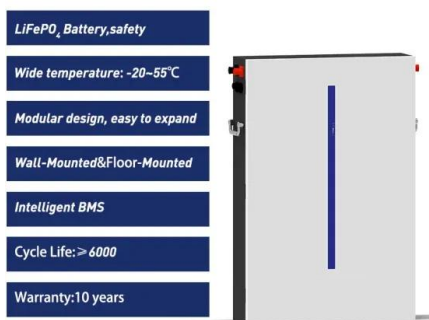 LiFePO₄ Battery,safety
Wide temperature: -20~55℃
Modular design, easy to expand
Wall-Mounted&Floor-Mounted
Intelligent BMS
Cycle Life:≥6000
Warranty:10 years